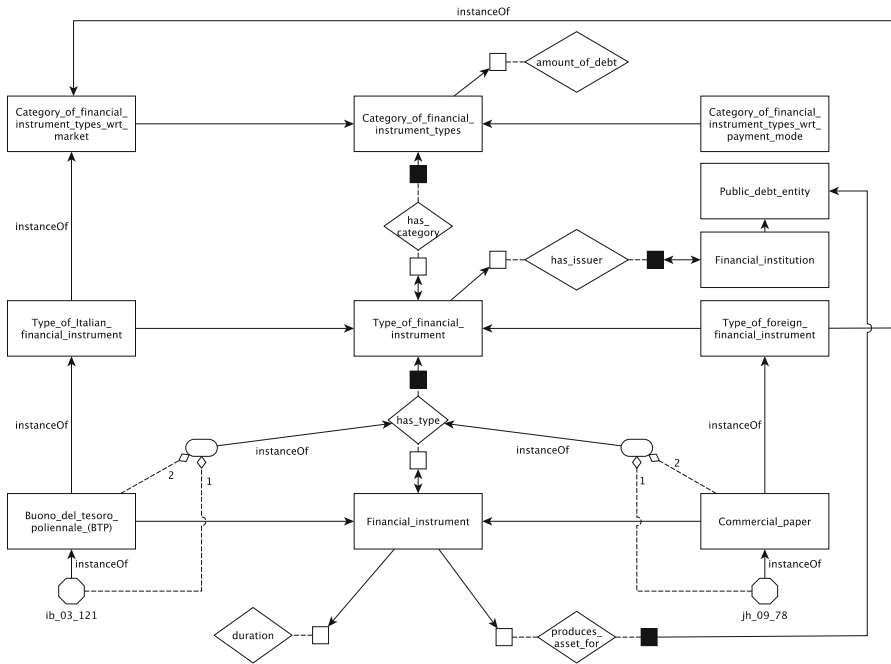 instanceOf
amount_of_debt
Category_of_financial_
instrument_types_wrt_
market
Category_of_financial_
instrument_types
Category_of_financial_
instrument_types_wrt_
payment_mode
Public_debt_entity
has_
category
instanceOf
has_issuer
Financial_institution
Type_of_Italian_
financial_instrument
Type_of_financial_
instrument
Type_of_foreign_
financial_instrument
has_type
instanceOf
instanceOf
instanceOf
instanceOf
2
1
1
2
Buono_del_tesoro_
poliennale_(BTP)
Financial_instrument
Commercial_paper
instanceOf
instanceOf
ib_03_121
jh_09_78
duration
produces_
asset_for